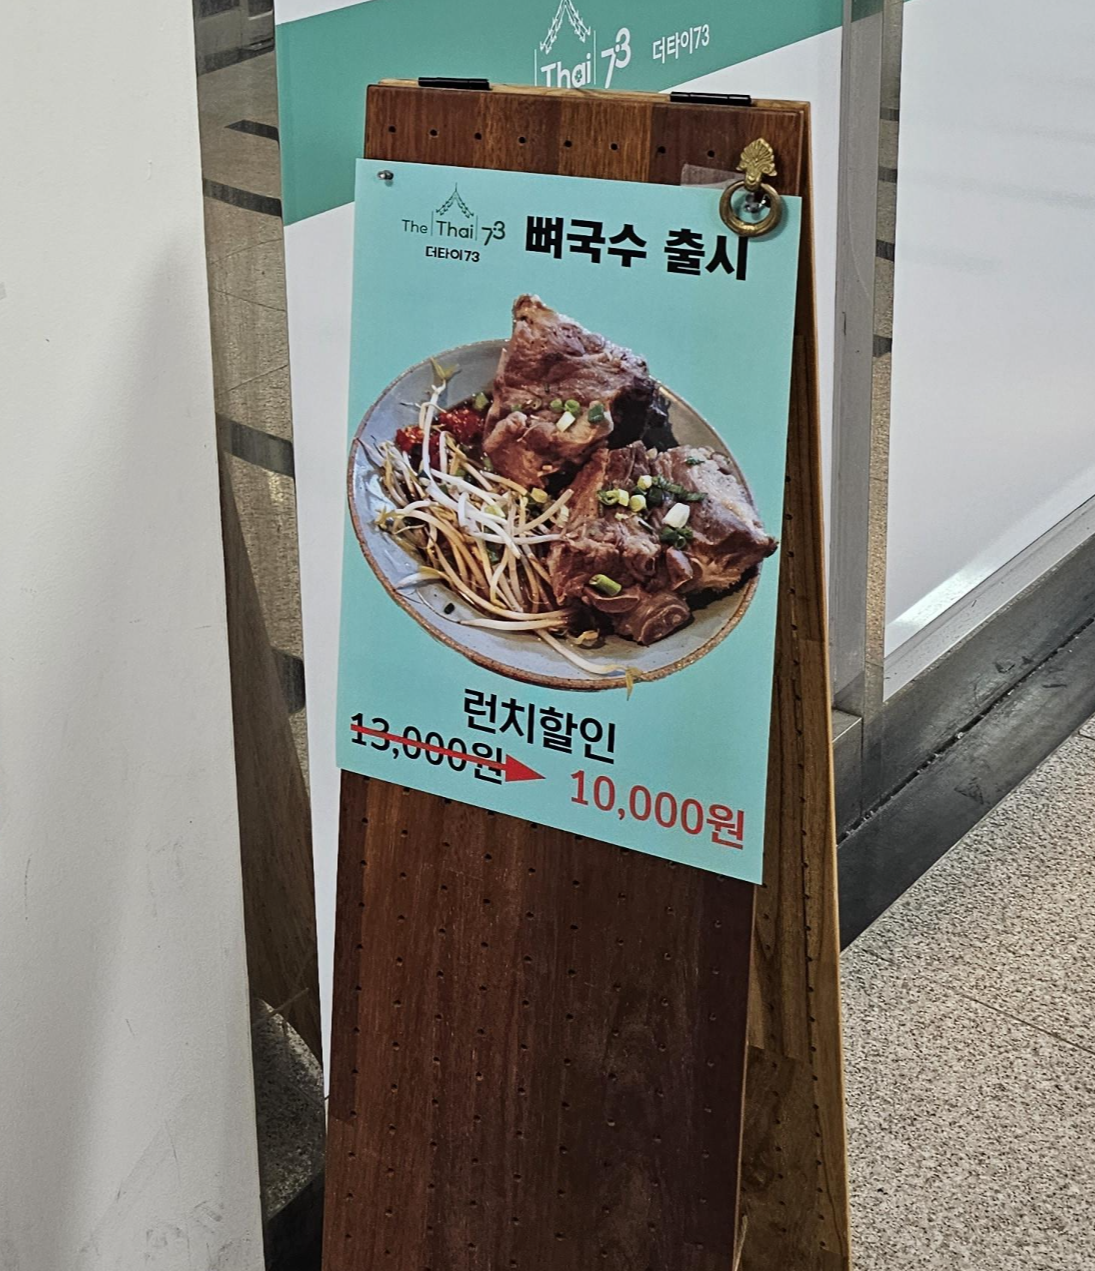 Thai 73 더타이73
The Thai 73
더타이73
뼈국수 출시
런치할인
13,000원
10,000원